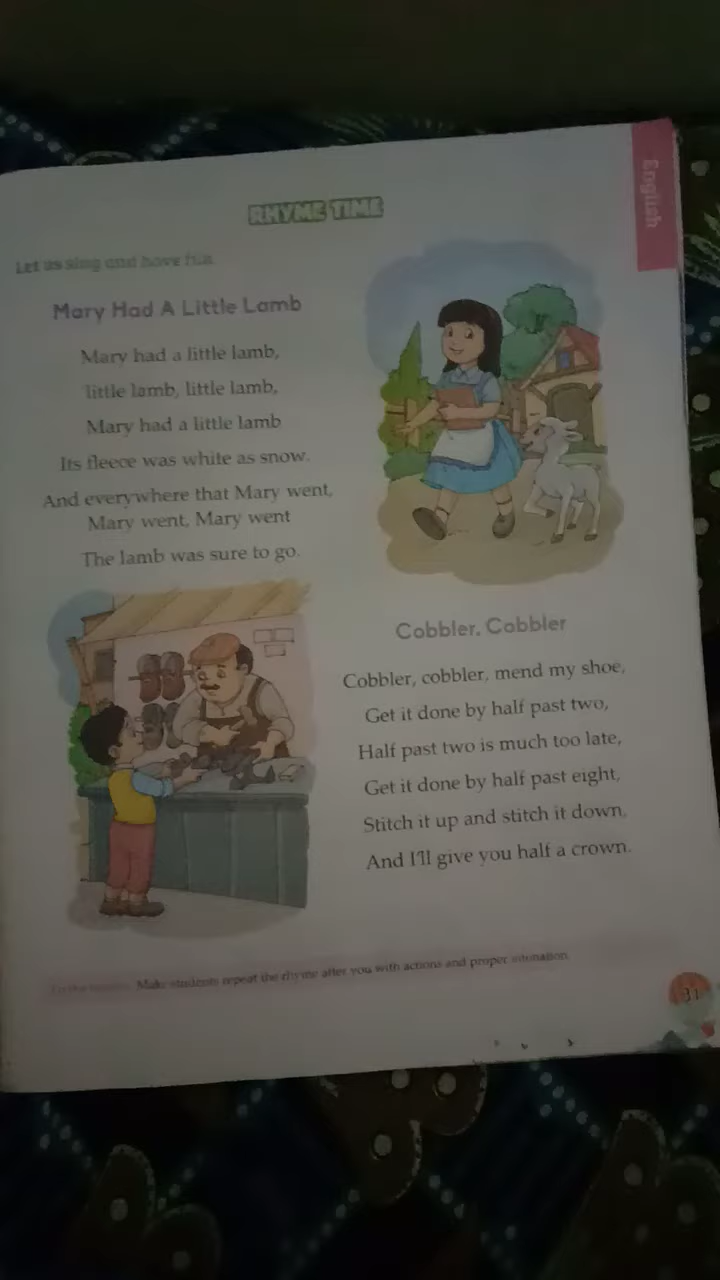 English
RHYME TIME
Let us sing and have fun
Mary Had A Little Lamb
Mary had a little lamb,
little lamb, little lamb,
Mary had a little lamb
Its fleece was white as snow.
And everywhere that Mary went,
Mary went, Mary went
The lamb was sure to go.
Cobbler, Cobbler
Cobbler, cobbler, mend my shoe,
Get it done by half past two,
Half past two is much too late,
Get it done by half past eight,
Stitch it up and stitch it down,
And I'll give you half a crown.
Make students repeat the rhyme after you with actions and proper intonation.
31